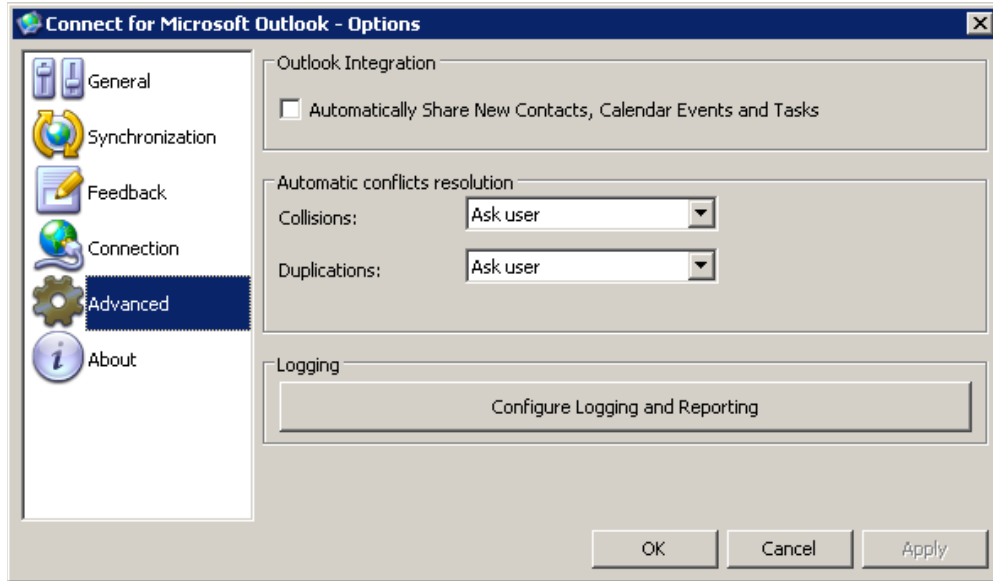 Connect for Microsoft Outlook - Options
General
Synchronization
Feedback
Connection
Advanced
About
Outlook Integration
Automatically Share New Contacts, Calendar Events and Tasks
Automatic conflicts resolution
Collisions: Ask user
Duplications: Ask user
Logging
Configure Logging and Reporting
OK Cancel Apply